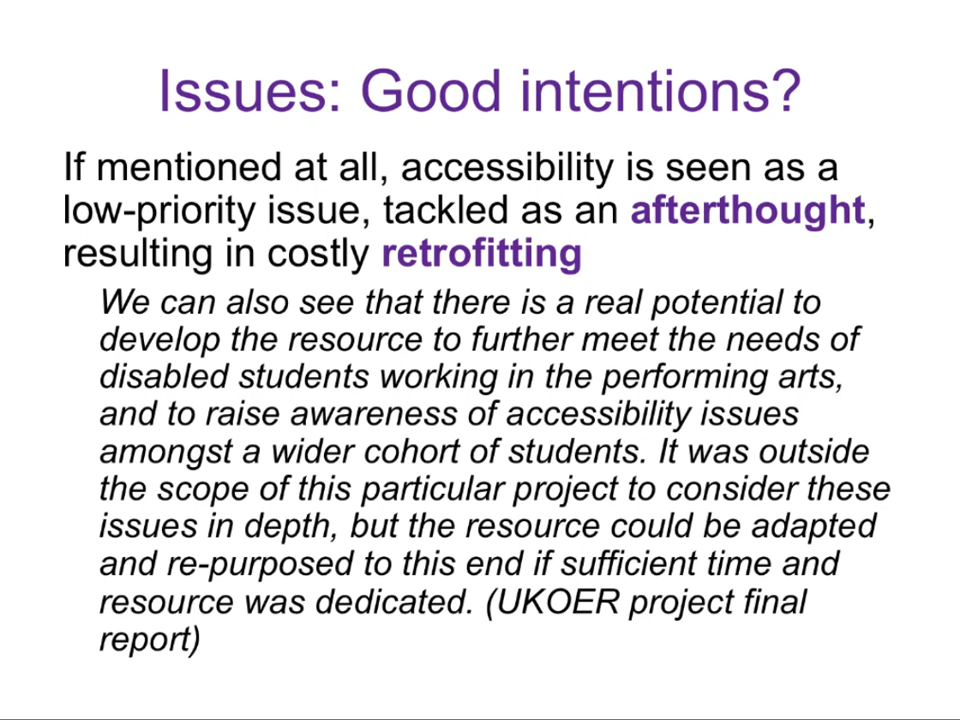 Issues: Good intentions?
If mentioned at all, accessibility is seen as a
low-priority issue, tackled as an afterthought,
resulting in costly retrofitting
We can also see that there is a real potential to
develop the resource to further meet the needs of
disabled students working in the performing arts,
and to raise awareness of accessibility issues
amongst a wider cohort of students. It was outside
the scope of this particular project to consider these
issues in depth, but the resource could be adapted
and re-purposed to this end if sufficient time and
resource was dedicated. (UKOER project final
report)